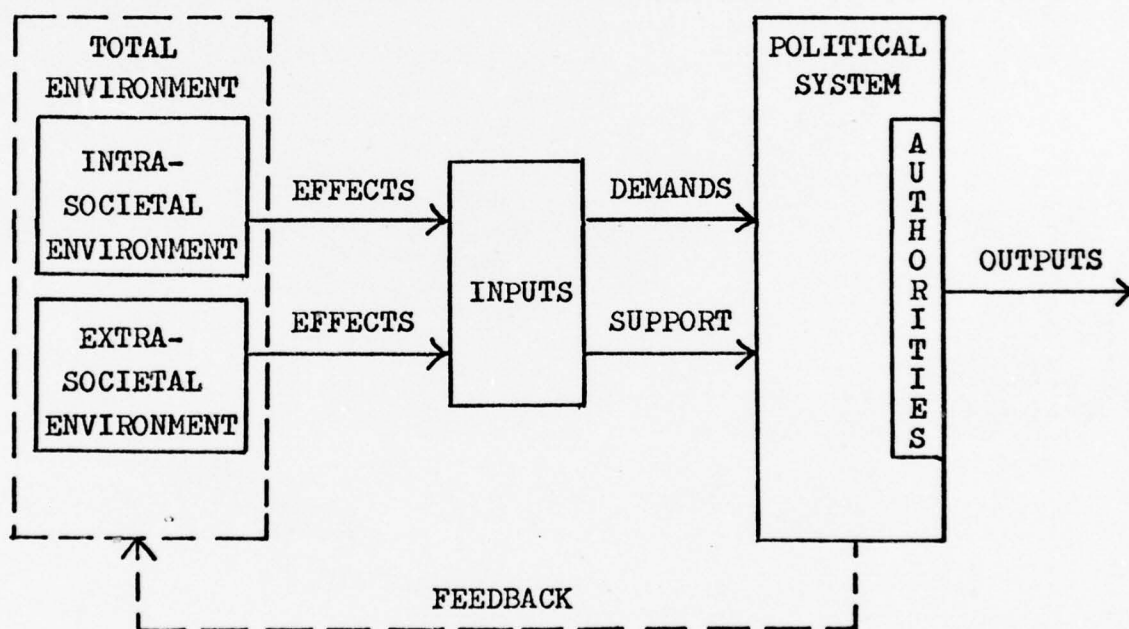 TOTAL
ENVIRONMENT
INTRA-
SOCIETAL
ENVIRONMENT
EXTRA-
SOCIETAL
ENVIRONMENT
EFFECTS
EFFECTS
INPUTS
DEMANDS
SUPPORT
POLITICAL
SYSTEM
AUTHORITIES
OUTPUTS
FEEDBACK